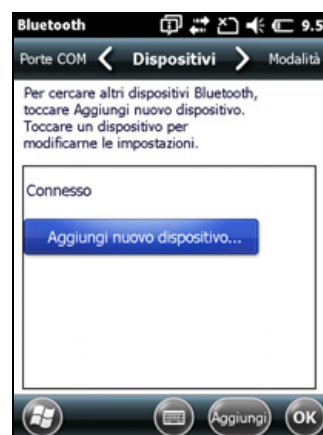 Bluetooth 9.5
Porte COM Dispositivi Modalità
Per cercare altri dispositivi Bluetooth,
toccare Aggiungi nuovo dispositivo.
Toccare un dispositivo per
modificarne le impostazioni.
Connesso
Aggiungi nuovo dispositivo...
Aggiungi OK